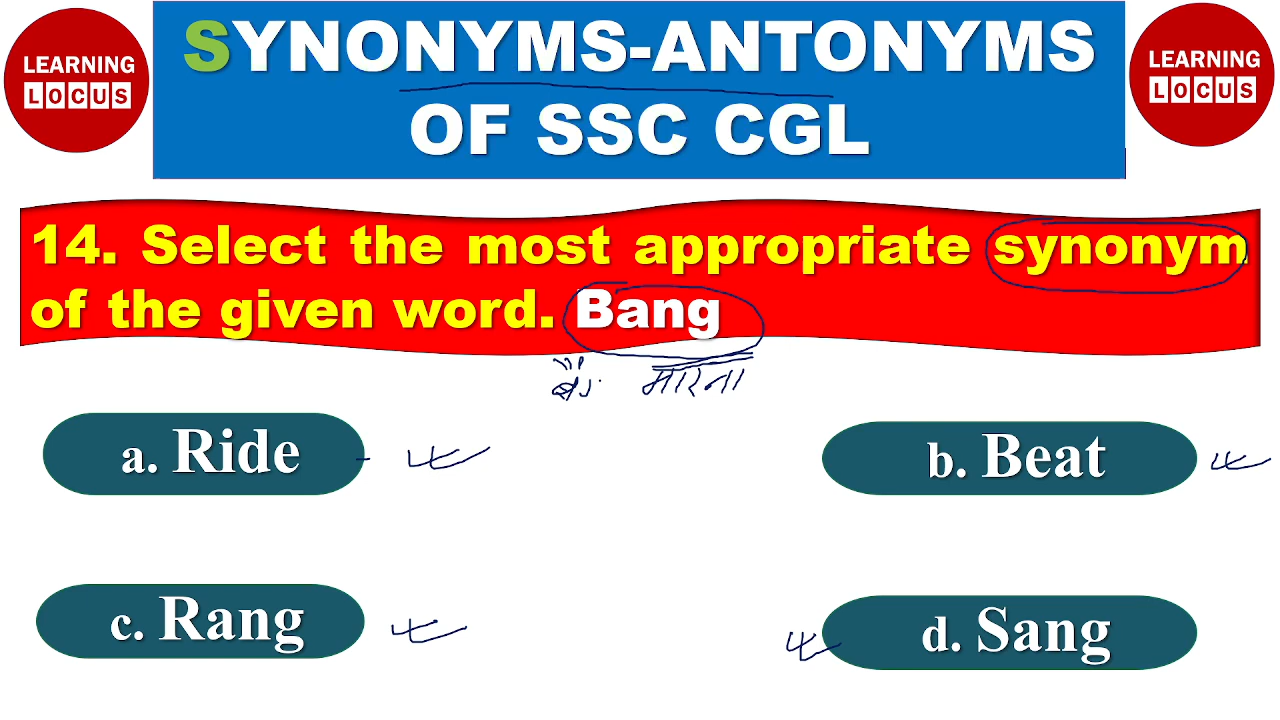 LEARNING
LOCUS
SYNONYMS-ANTONYMS
OF SSC CGL
LEARNING
LOCUS
14. Select the most appropriate synonym
of the given word. Bang
मारना
a. Ride
b. Beat
c. Rang
d. Sang